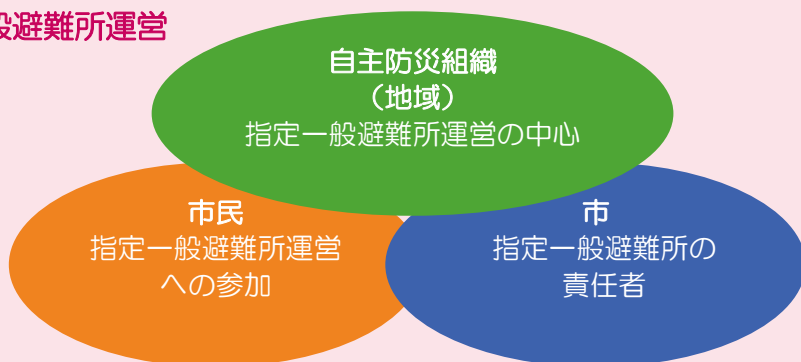 般避難所運営
自主防災組織
（地域）
指定一般避難所運営の中心
市民
指定一般避難所運営
への参加
市
指定一般避難所の
責任者